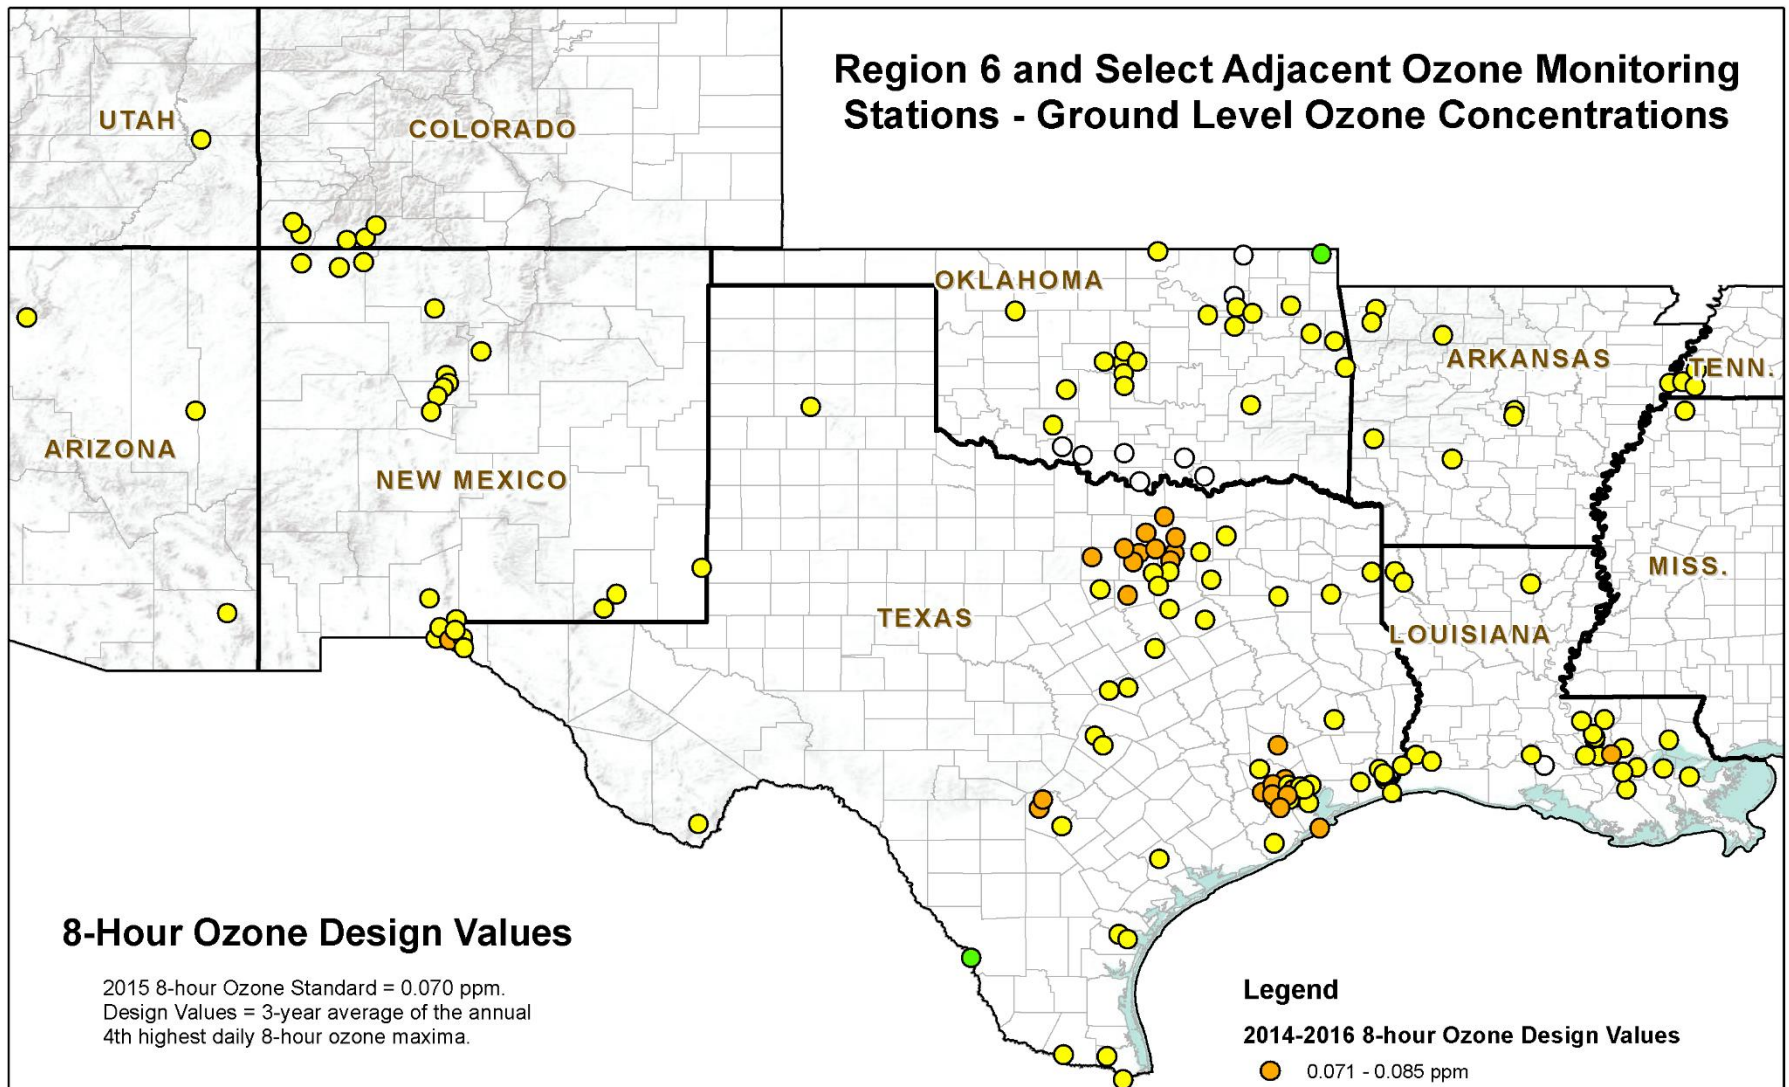 Region 6 and Select Adjacent Ozone Monitoring
Stations - Ground Level Ozone Concentrations
UTAH
COLORADO
OKLAHOMA
ARKANSAS
TENN.
ARIZONA
NEW MEXICO
MISS.
TEXAS
LOUISIANA
8-Hour Ozone Design Values
2015 8-hour Ozone Standard = 0.070 ppm.
Design Values = 3-year average of the annual
4th highest daily 8-hour ozone maxima.
Legend
2014-2016 8-hour Ozone Design Values
0.071 - 0.085 ppm